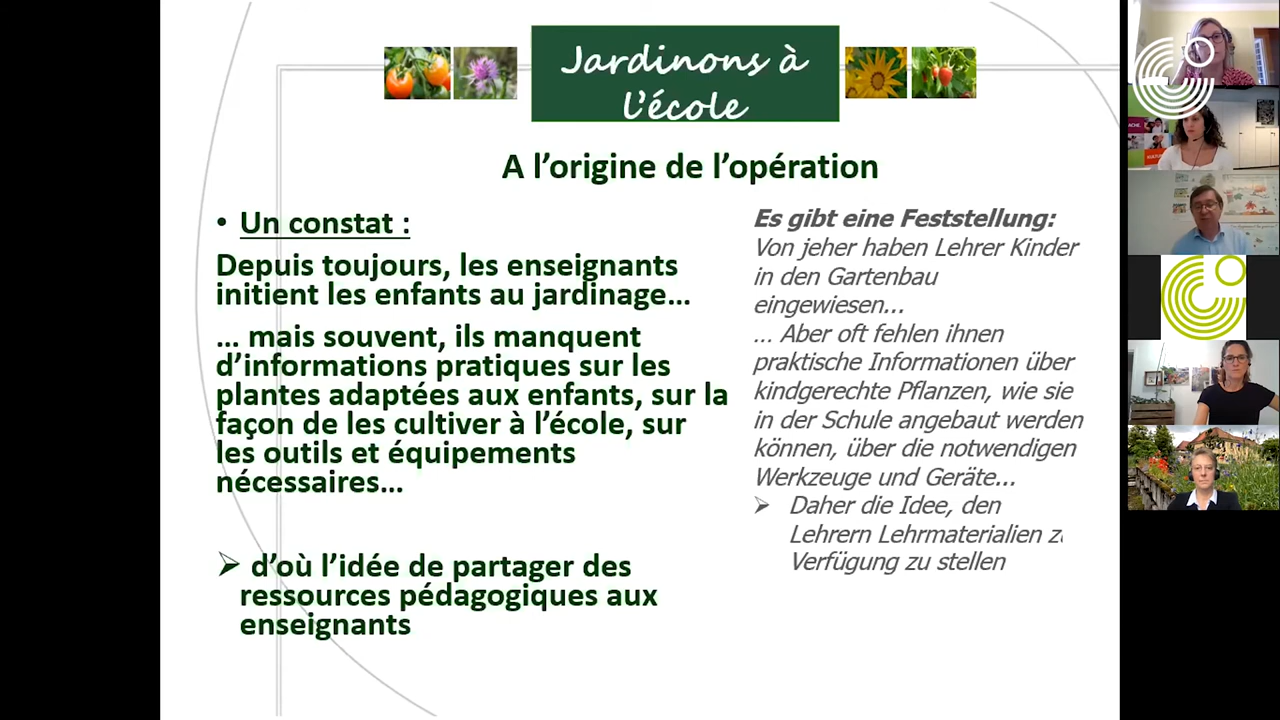 Jardinons à
l'école
A l'origine de l'opération
• Un constat :
Depuis toujours, les enseignants
initient les enfants au jardinage…
… mais souvent, ils manquent
d'informations pratiques sur les
plantes adaptées aux enfants, sur la
façon de les cultiver à l'école, sur
les outils et équipements
nécessaires…
➢ d'où l'idée de partager des
ressources pédagogiques aux
enseignants
Es gibt eine Feststellung:
Von jeher haben Lehrer Kinder
in den Gartenbau
eingewiesen...
... Aber oft fehlen ihnen
praktische Informationen über
kindgerechte Pflanzen, wie sie
in der Schule angebaut werden
können, über die notwendigen
Werkzeuge und Geräte...
➢ Daher die Idee, den
Lehrern Lehrmaterialien
Verfügung zu stellen